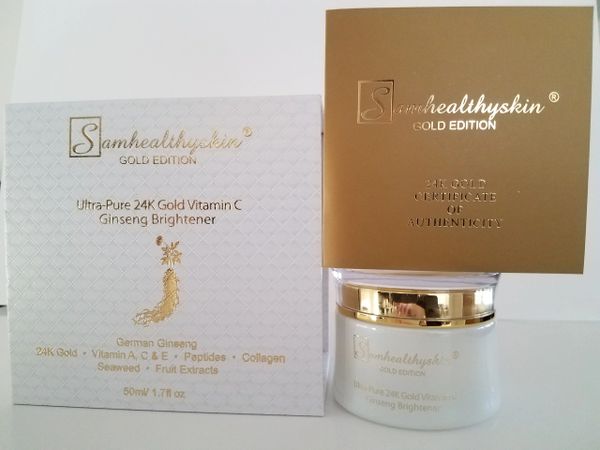 Samhealthyskin®
GOLD EDITION
Ultra-Pure 24K Gold Vitamin C
Ginseng Brightener
German Ginseng
24K Gold • Vitamin A, C & E • Peptides • Collagen
Seaweed • Fruit Extracts
50ml/ 1.7fl oz
Samhealthyskin®
GOLD EDITION
24K GOLD
CERTIFICATE
OF
AUTHENTICITY
Samhealthyskin®
GOLD EDITION
Ultra-Pure 24K Gold Vitamin C
Ginseng Brightener